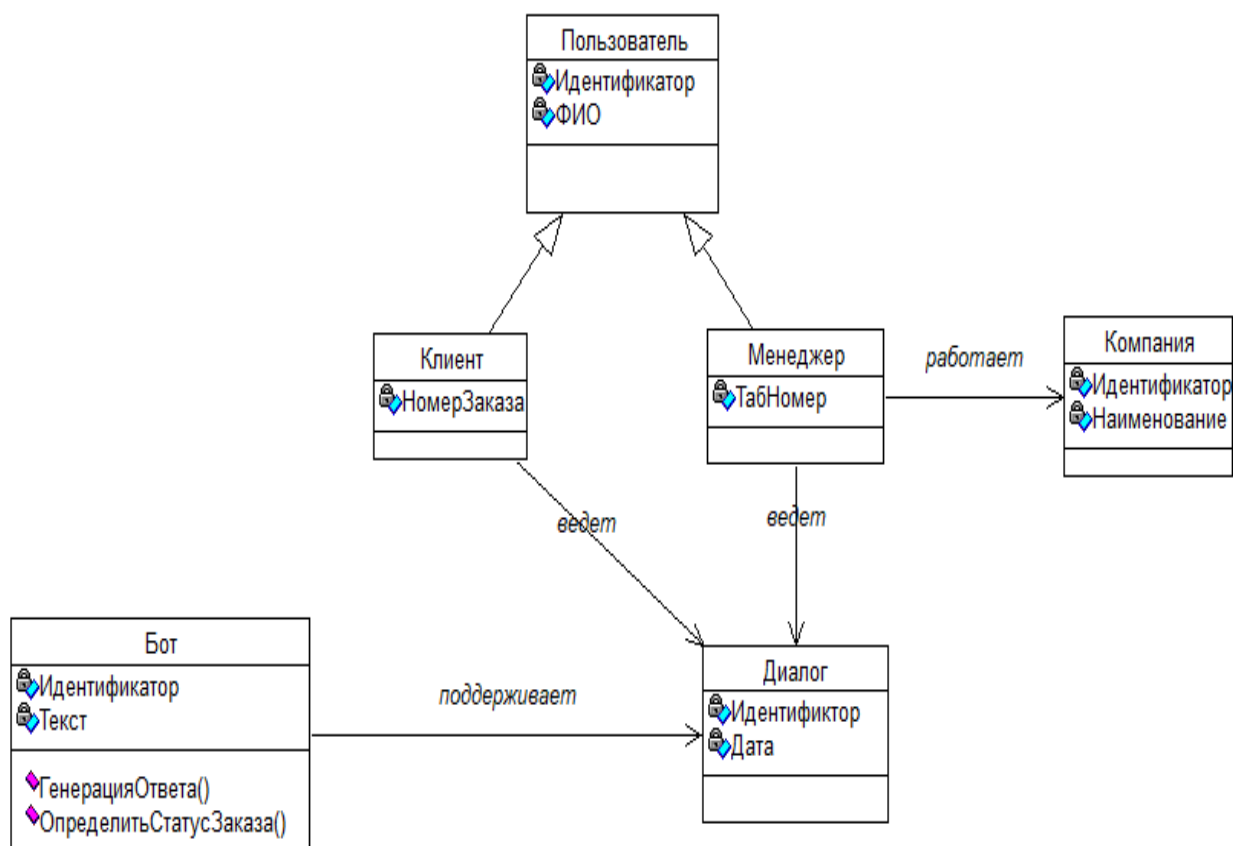 Пользователь
Идентификатор
ФИО
Клиент
НомерЗаказа
Менеджер
ТабНомер
работает
Компания
Идентификатор
Наименование
ведет
ведет
Бот
Идентификатор
Текст
ГенерацияОтвета()
ОпределитьСтатусЗаказа()
поддерживает
Диалог
Идентификтор
Дата